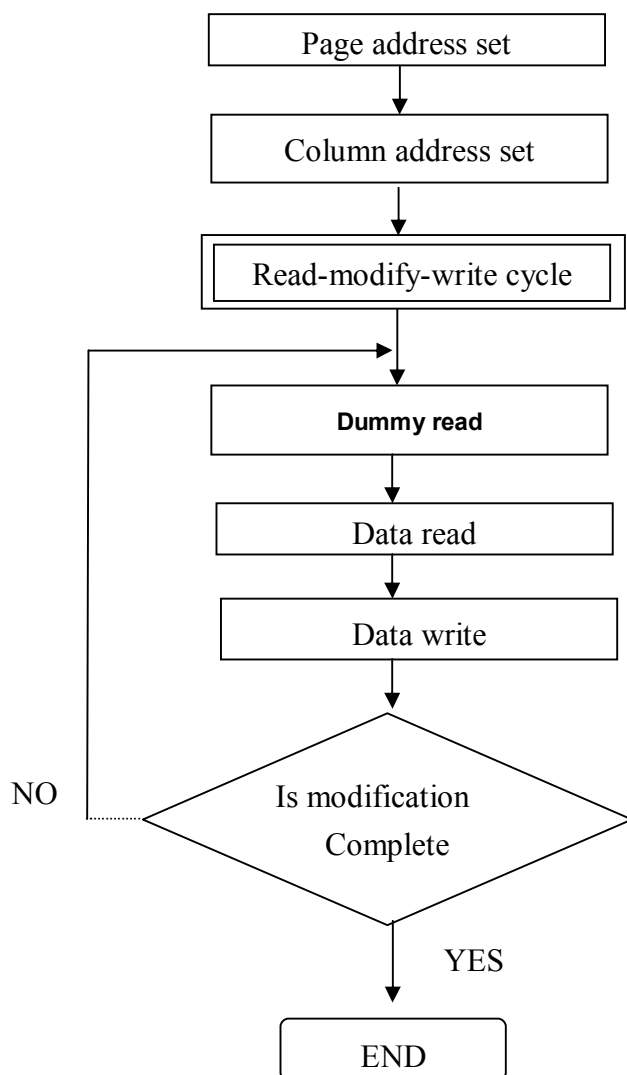 Page address set
Column address set
Read-modify-write cycle
Dummy read
Data read
Data write
Is modification
Complete
NO
YES
END